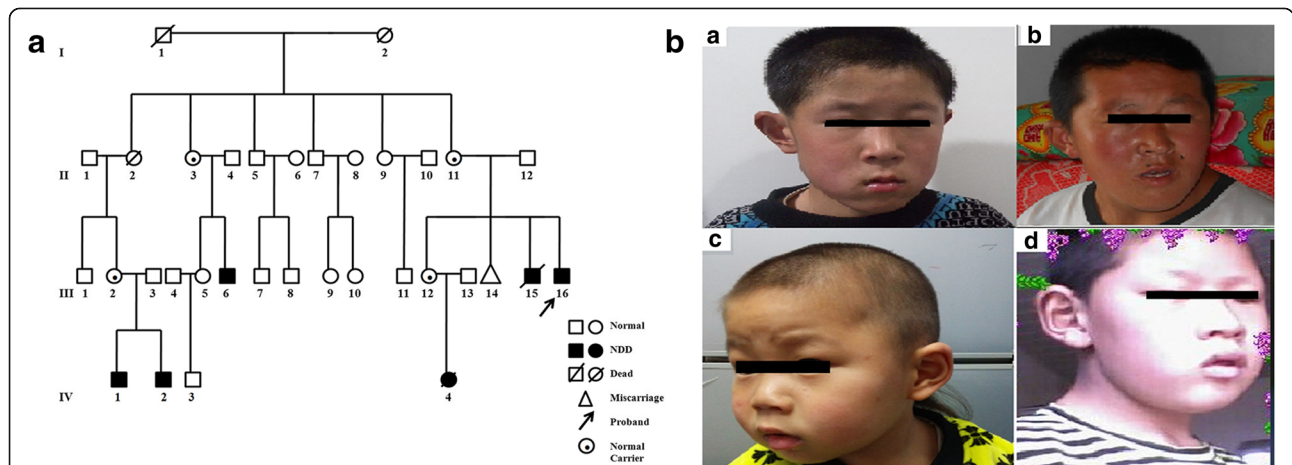 a
I
1 2
II
1 2 3 4 5 6 7 8 9 10 11 12
III
1 2 3 4 5 6 7 8 9 10 11 12 13 14 15 16
IV
1 2 3 4
Normal
NDD
Dead
Miscarriage
Proband
Normal
Carrier
b
a
b
c
d